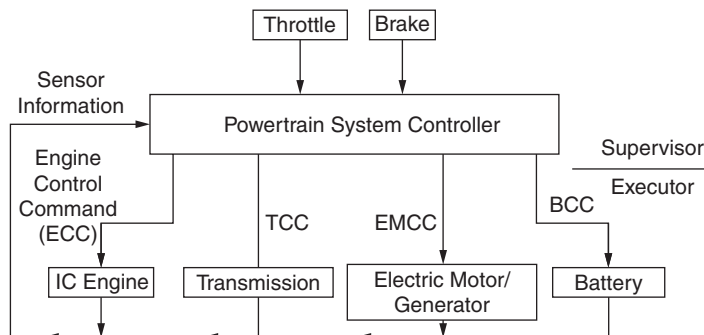 Throttle
Brake
Sensor
Information
Powertrain System Controller
Engine
Control
Command
(ECC)
TCC
EMCC
BCC
Supervisor
Executor
IC Engine
Transmission
Electric Motor/
Generator
Battery